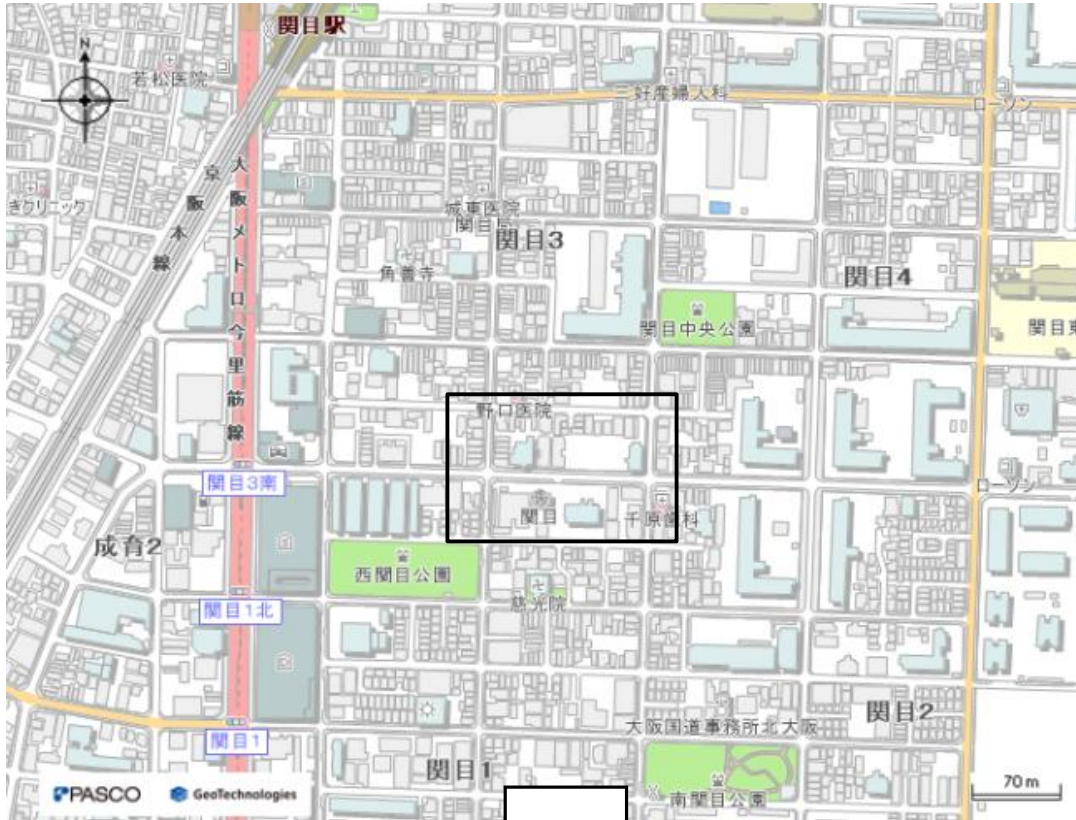 関目駅
N
若松医院
三好産婦人科
ローソン
京阪本線
大阪メトロ今里筋線
きクリニック
城東医院
関目3
角善寺
関目4
関目中央公園
関目東
野口医院
関目3南
ローソン
関目
千原歯科
成育2
西関目公園
慈光院
関目1北
関目2
大阪国道事務所北大阪
関目1
関目1
南関目公園
70m
PASCO
GeoTechnologies